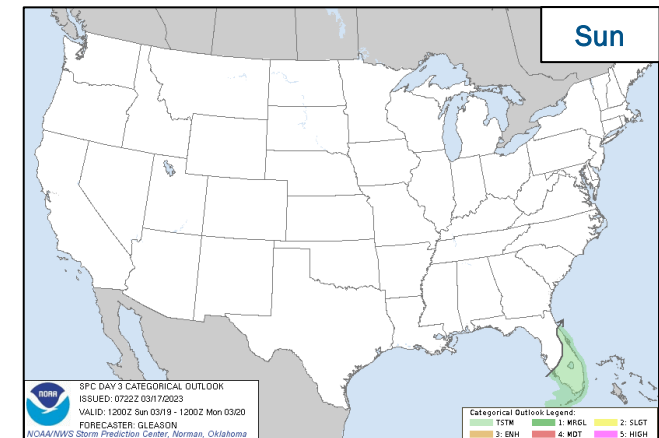 Sun
NOAA
SPC DAY 3 CATEGORICAL OUTLOOK
ISSUED: 0722Z 03/17/2023
VALID: 1200Z Sun 03/19 - 1200Z Mon 03/20
FORECASTER: GLEASON
NOAA/NWS Storm Prediction Center, Norman, Oklahoma
Categorical Outlook Legend:
TSTM 1: MRGL 2: SLGT
3: ENH 4: MDT 5: HIGH